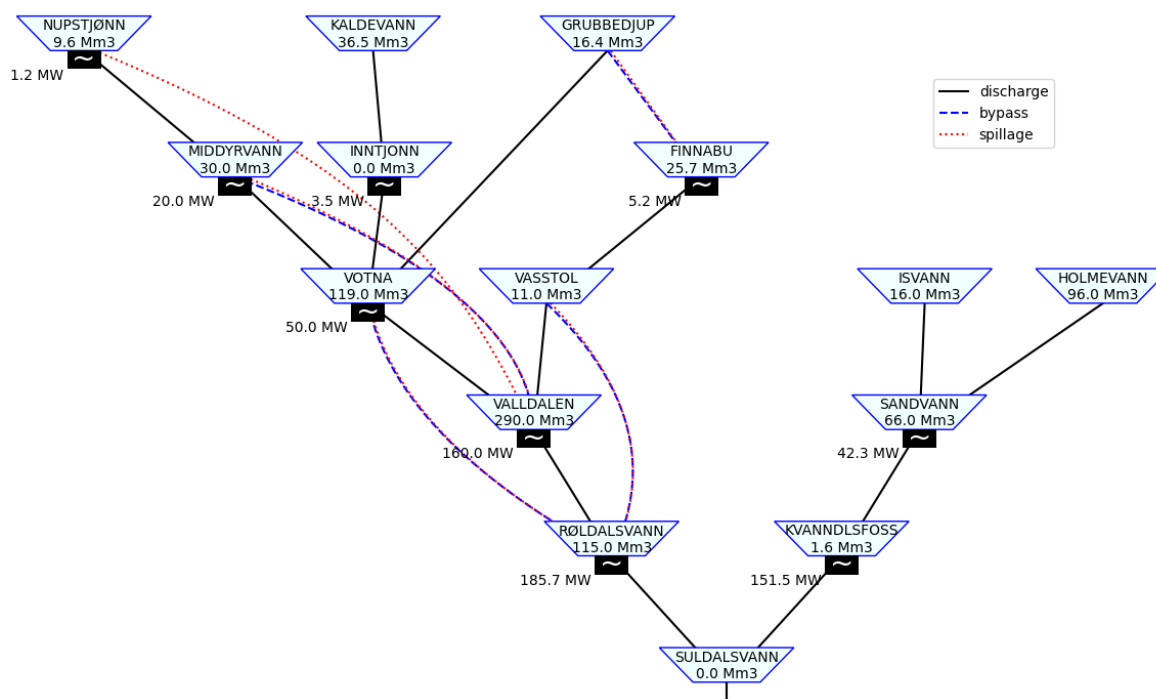 NUPSTJØNN
9.6 Mm3
KALDEVANN
36.5 Mm3
GRUBBEDJUP
16.4 Mm3
1.2 MW
discharge
bypass
spillage
MIDDYRVANN
30.0 Mm3
INNTJONN
0.0 Mm3
FINNABU
25.7 Mm3
20.0 MW
3.5 MW
5.2 MW
VOTNA
119.0 Mm3
VASSTOL
11.0 Mm3
ISVANN
16.0 Mm3
HOLMEVANN
96.0 Mm3
50.0 MW
VALLDALEN
290.0 Mm3
SANDVANN
66.0 Mm3
160.0 MW
42.3 MW
RØLDALSVANN
115.0 Mm3
KVANNDLSFOSS
1.6 Mm3
185.7 MW
151.5 MW
SULDALSVANN
0.0 Mm3